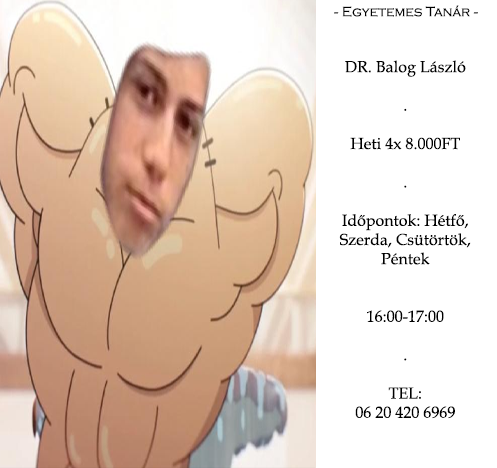 - Egyetemes Tanár -
DR. Balog László
.
Heti 4x 8.000FT
.
Időpontok: Hétfő,
Szerda, Csütörtök,
Péntek
16:00-17:00
.
TEL:
06 20 420 6969